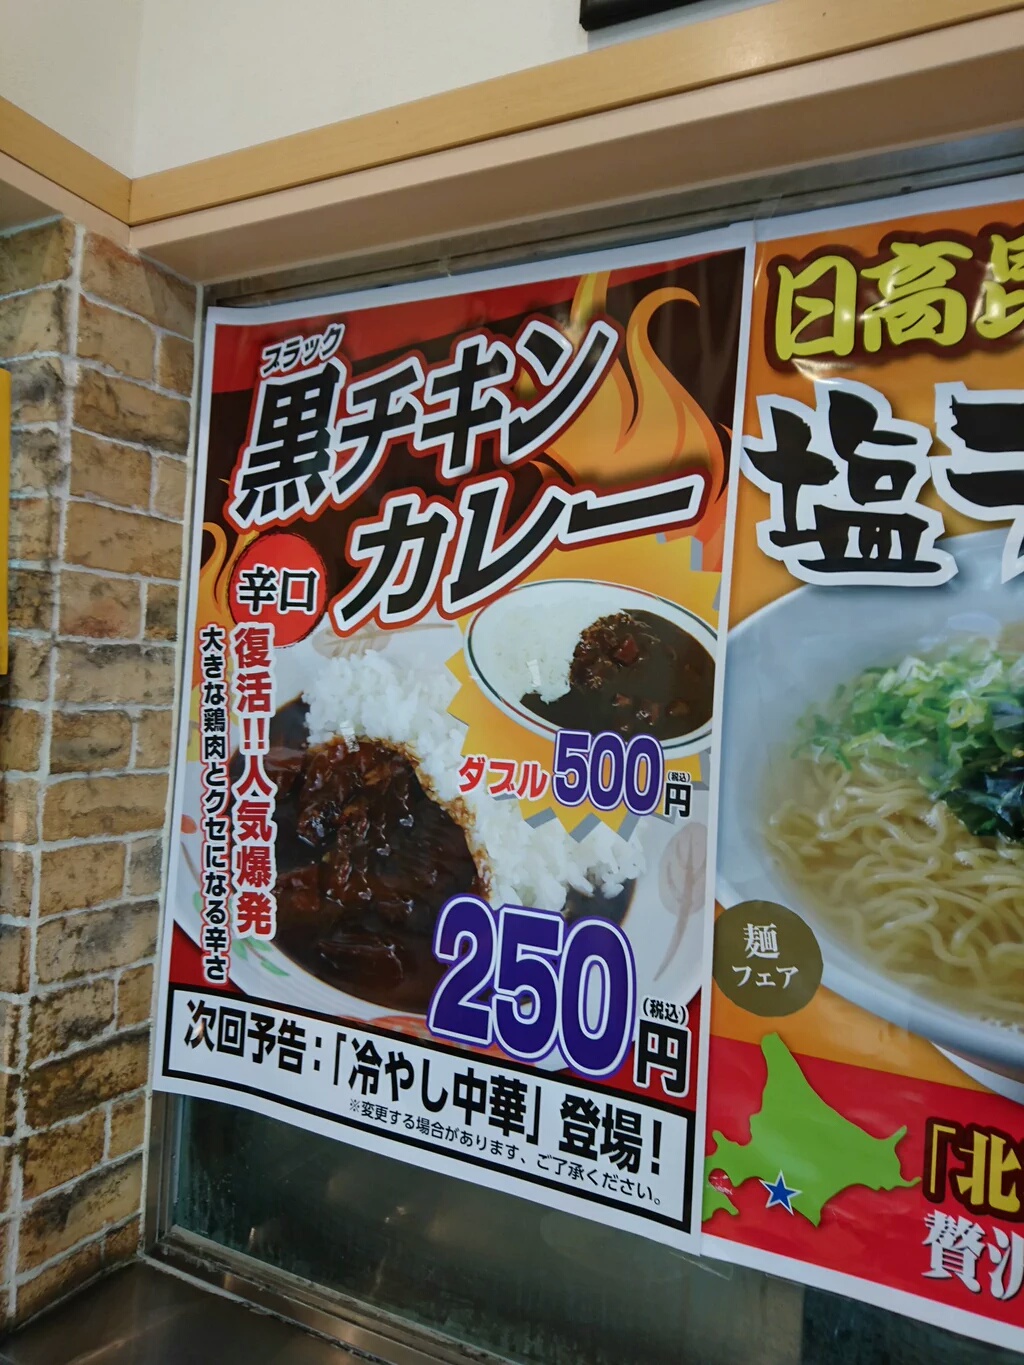 ブラック
黒チキン
カレー
辛口
復活!!人気爆発
大きな鶏肉とクセになる辛さ
ダブル500円
(税込)
250円
(税込)
次回予告:「冷やし中華」登場!
※変更する場合があります、ご了承ください。
日高昆
塩ラ
麺
フェア
「北
贅沢